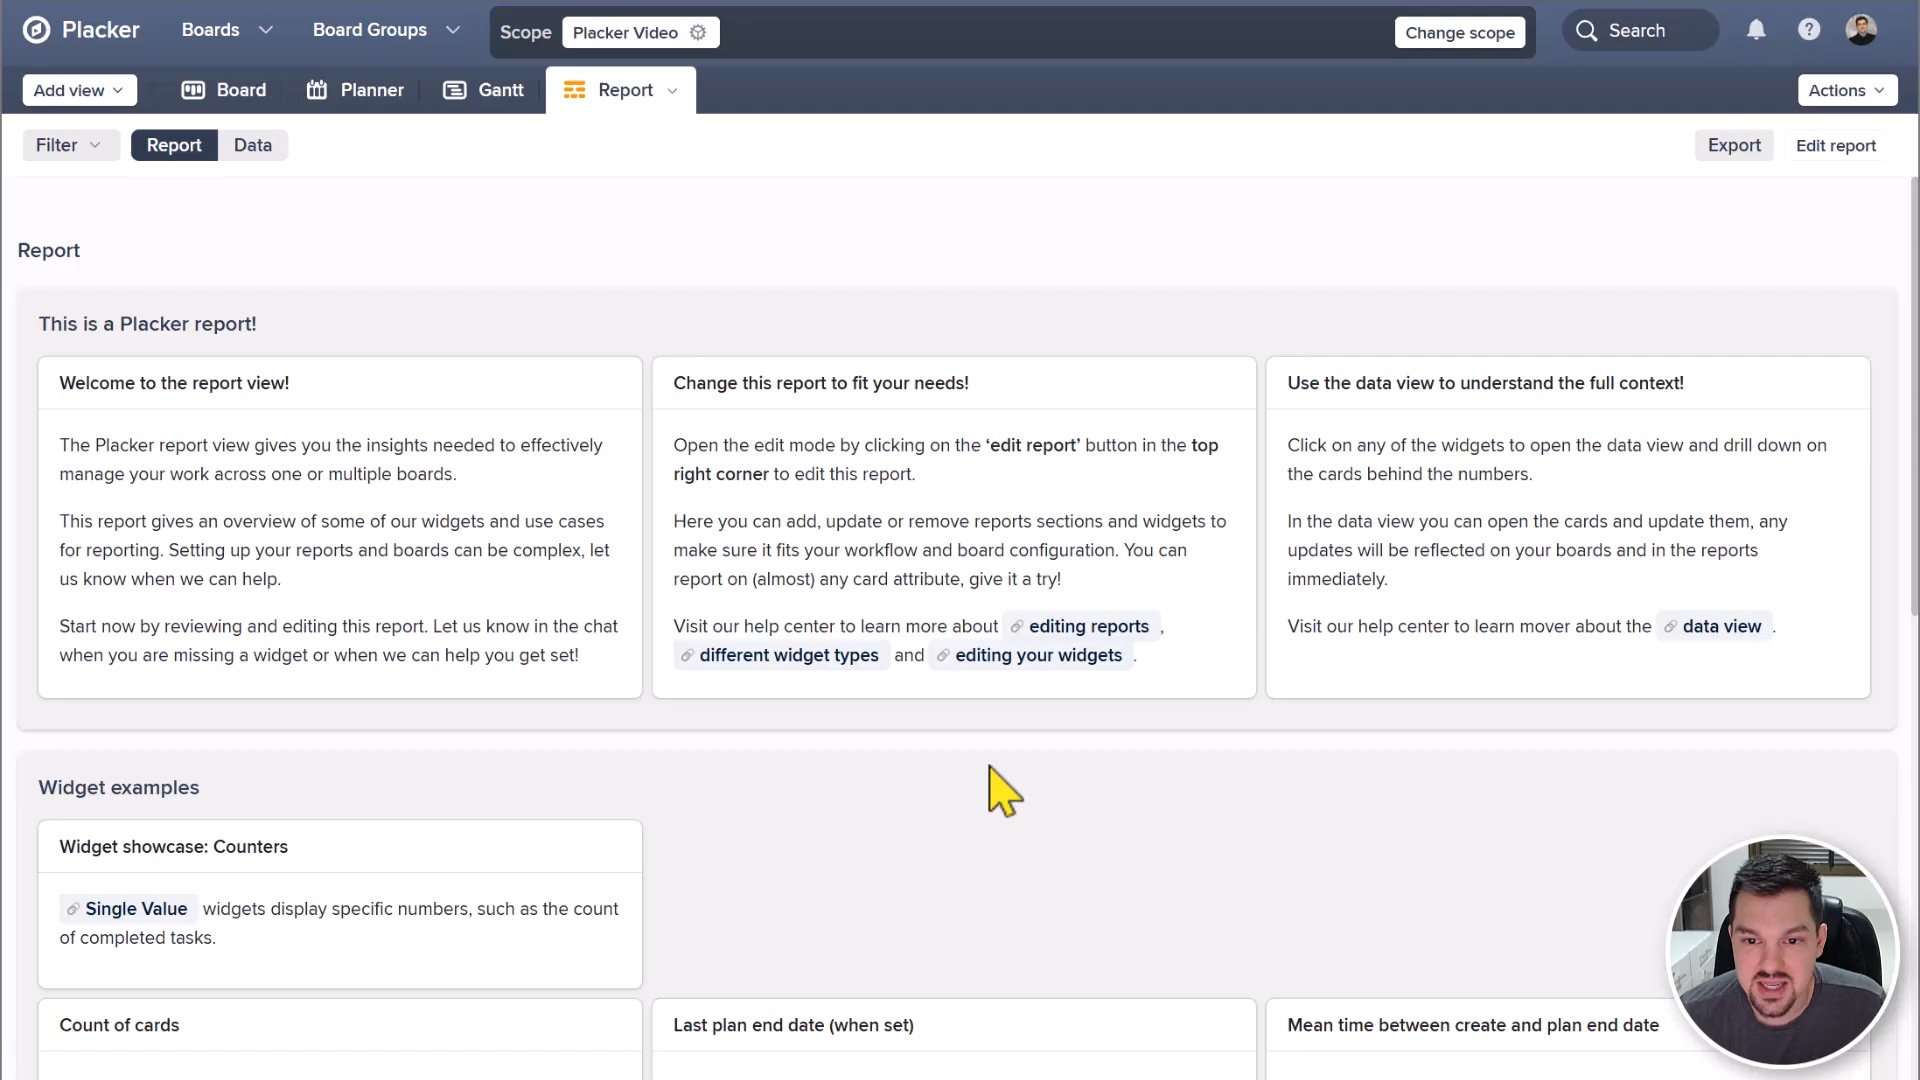 Placker
Boards
Board Groups
Scope
Placker Video
Change scope
Search
Add view
Board
Planner
Gantt
Report
Actions
Filter
Report
Data
Export
Edit report
Report
This is a Placker report!
Welcome to the report view!
The Placker report view gives you the insights needed to effectively
manage your work across one or multiple boards.
This report gives an overview of some of our widgets and use cases
for reporting. Setting up your reports and boards can be complex, let
us know when we can help.
Start now by reviewing and editing this report. Let us know in the chat
when you are missing a widget or when we can help you get set!
Change this report to fit your needs!
Open the edit mode by clicking on the ‘edit report’ button in the top
right corner to edit this report.
Here you can add, update or remove reports sections and widgets to
make sure it fits your workflow and board configuration. You can
report on (almost) any card attribute, give it a try!
Visit our help center to learn more about editing reports ,
different widget types and editing your widgets .
Use the data view to understand the full context!
Click on any of the widgets to open the data view and drill down on
the cards behind the numbers.
In the data view you can open the cards and update them, any
updates will be reflected on your boards and in the reports
immediately.
Visit our help center to learn mover about the data view .
Widget examples
Widget showcase: Counters
Single Value widgets display specific numbers, such as the count
of completed tasks.
Count of cards
Last plan end date (when set)
Mean time between create and plan end date